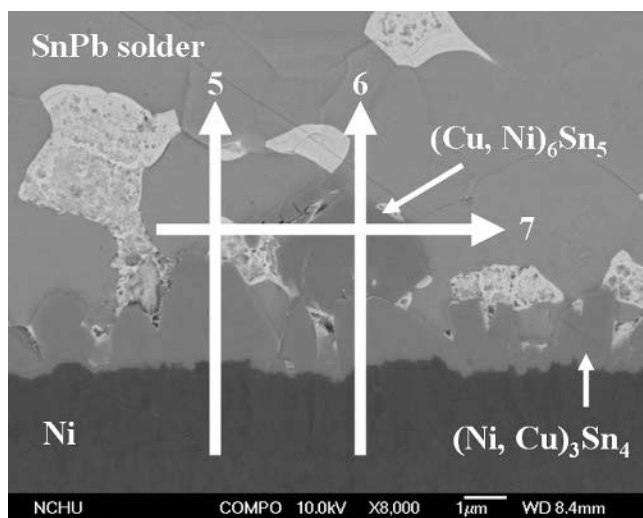 SnPb solder
5
6
(Cu, Ni)₆Sn₅
7
Ni
(Ni, Cu)₃Sn₄
NCHU COMPO 10.0kV X8,000 1μm WD 8.4mm